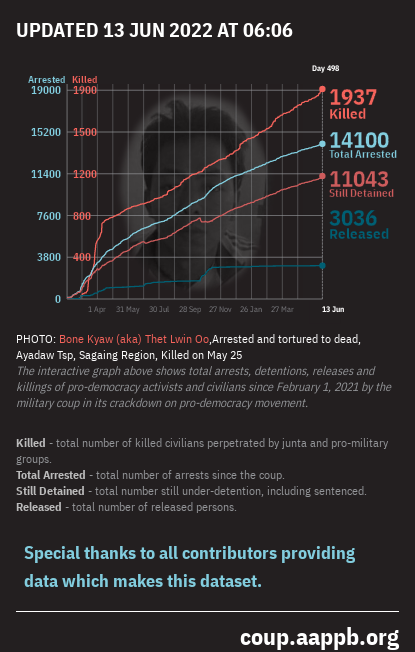 UPDATED 13 JUN 2022 AT 06:06
Day 498
Arrested Killed
19000 1900
15200 1500
11400 1200
7600 800
3800 400
0
1937
Killed
14100
Total Arrested
11043
Still Detained
3036
Released
1 Apr 31 May 30 Jul 28 Sep 27 Nov 26 Jan 27 Mar 13 Jun
PHOTO: Bone Kyaw (aka) Thet Lwin Oo,Arrested and tortured to dead,
Ayadaw Tsp, Sagaing Region, Killed on May 25
The interactive graph above shows total arrests, detentions, releases and
killings of pro-democracy activists and civilians since February 1, 2021 by the
military coup in its crackdown on pro-democracy movement.
Killed - total number of killed civilians perpetrated by junta and pro-military
groups.
Total Arrested - total number of arrests since the coup.
Still Detained - total number still under-detention, including sentenced.
Released - total number of released persons.
Special thanks to all contributors providing
data which makes this dataset.
coup.aappb.org